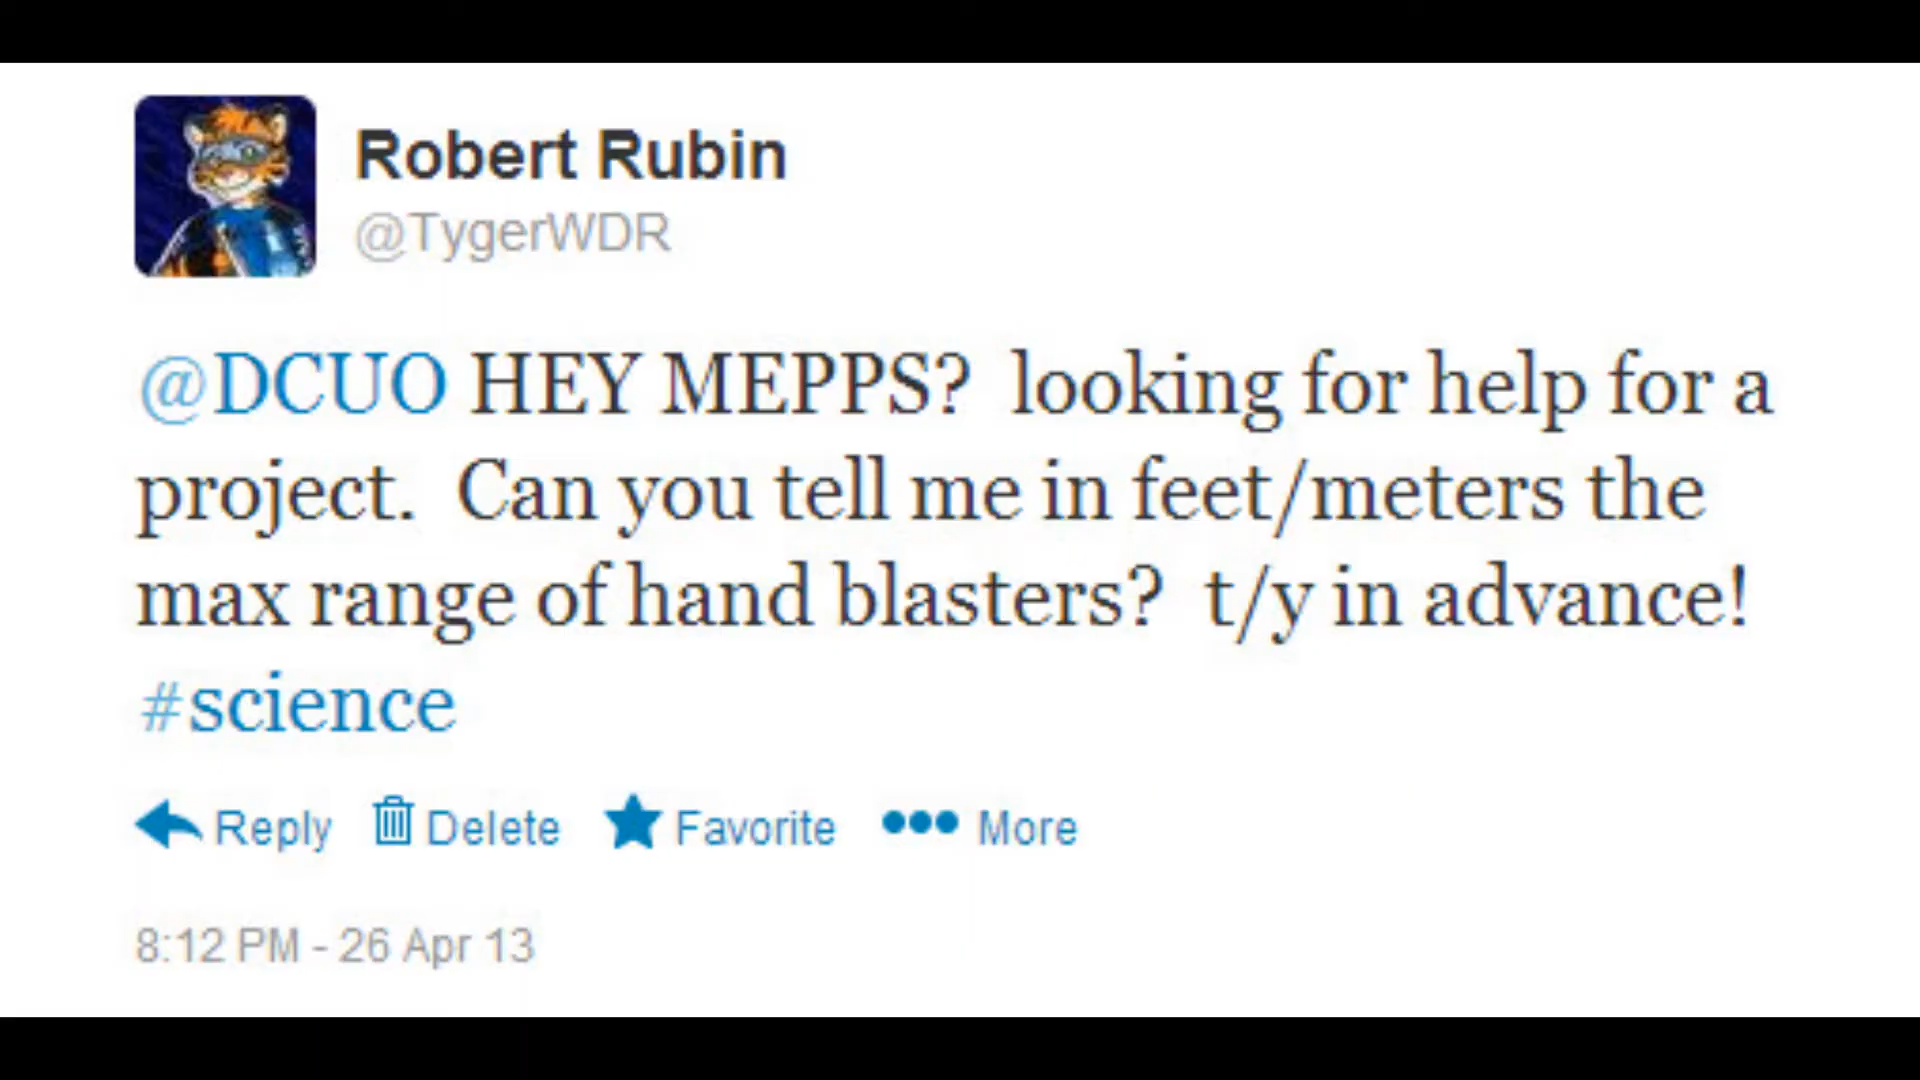 Robert Rubin
@TygerWDR
@DCUO HEY MEPPS?  looking for help for a
project.  Can you tell me in feet/meters the
max range of hand blasters?  t/y in advance!
#science
Reply Delete Favorite More
8:12 PM - 26 Apr 13